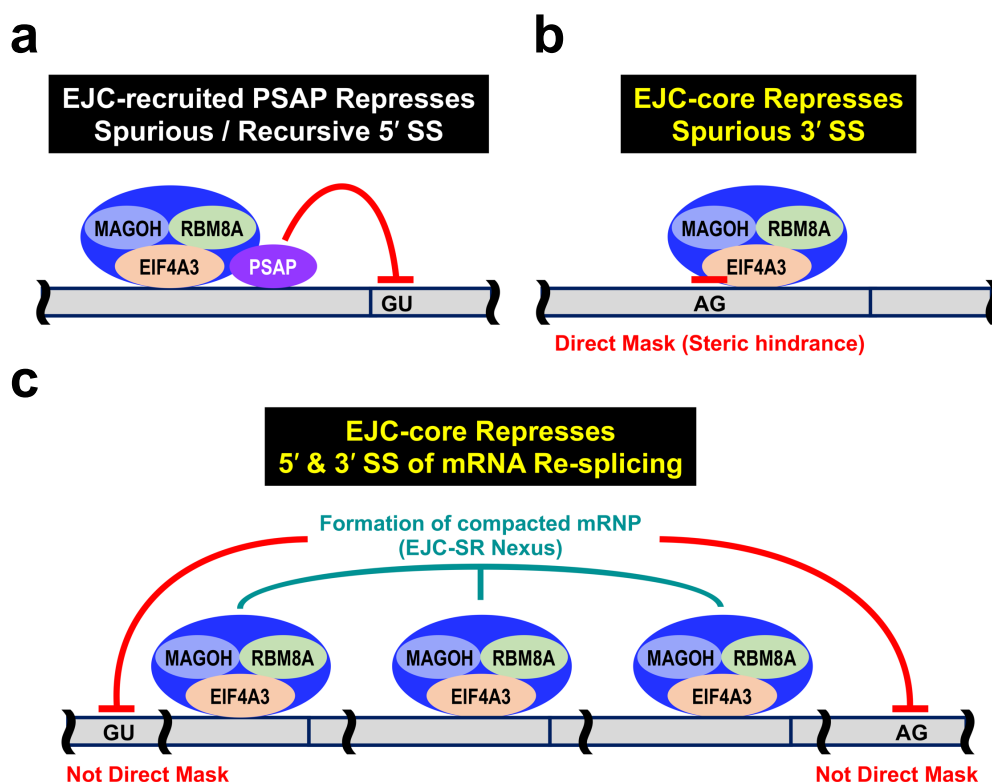 a
EJC-recruited PSAP Represses
Spurious / Recursive 5′ SS
MAGOH
RBM8A
EIF4A3
PSAP
GU
b
EJC-core Represses
Spurious 3′ SS
MAGOH
RBM8A
EIF4A3
AG
Direct Mask (Steric hindrance)
c
EJC-core Represses
5′ & 3′ SS of mRNA Re-splicing
Formation of compacted mRNP
(EJC-SR Nexus)
MAGOH
RBM8A
EIF4A3
MAGOH
RBM8A
EIF4A3
MAGOH
RBM8A
EIF4A3
GU
AG
Not Direct Mask
Not Direct Mask